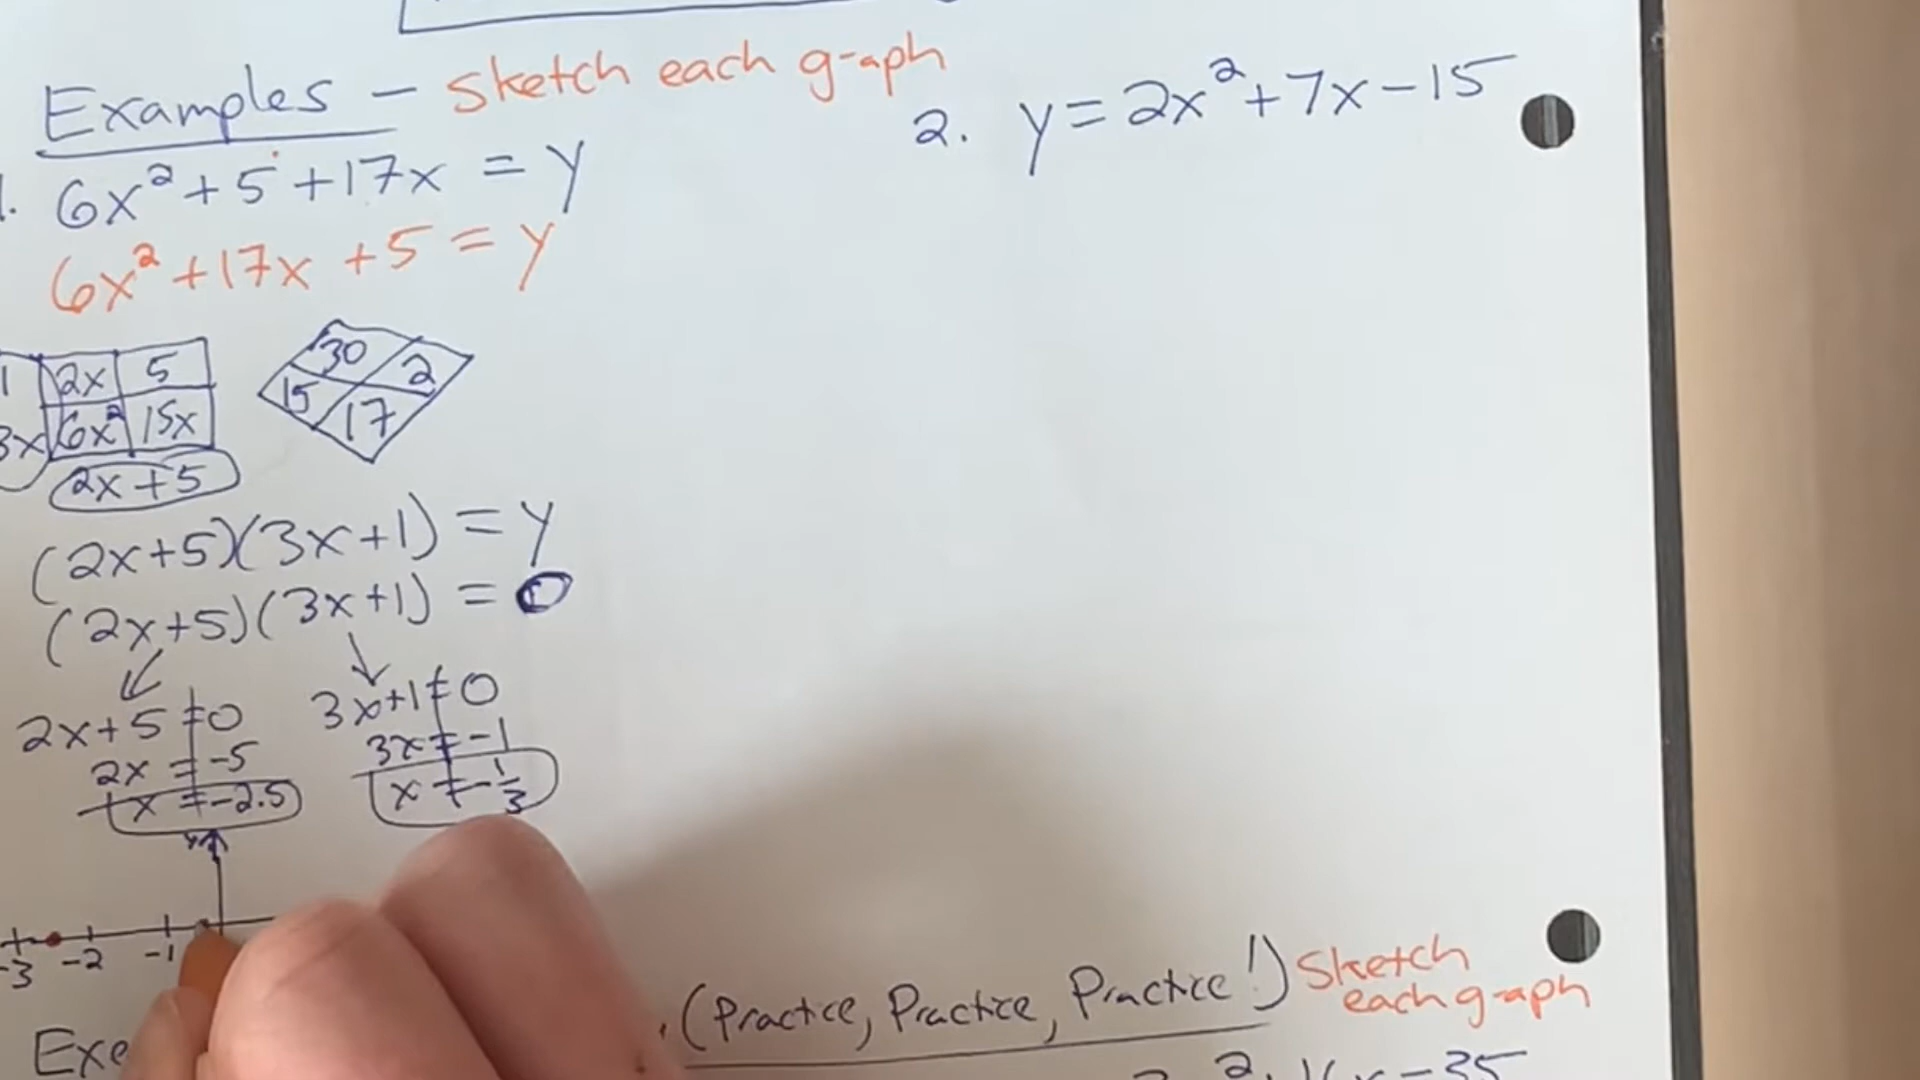 Examples - Sketch each graph
1. 6x² + 5 + 17x = y
6x² + 17x + 5 = y
1 2x 5
3x 6x² 15x
2x + 5
30
15 2
17
(2x+5)(3x+1) = y
(2x+5)(3x+1) = 0
2x+5 = 0
2x = -5
x = -2.5
3x+1 = 0
3x = -1
x = -1/3
y
-3 -2 -1
2. y = 2x² + 7x - 15
(Practice, Practice, Practice!) Sketch
each graph